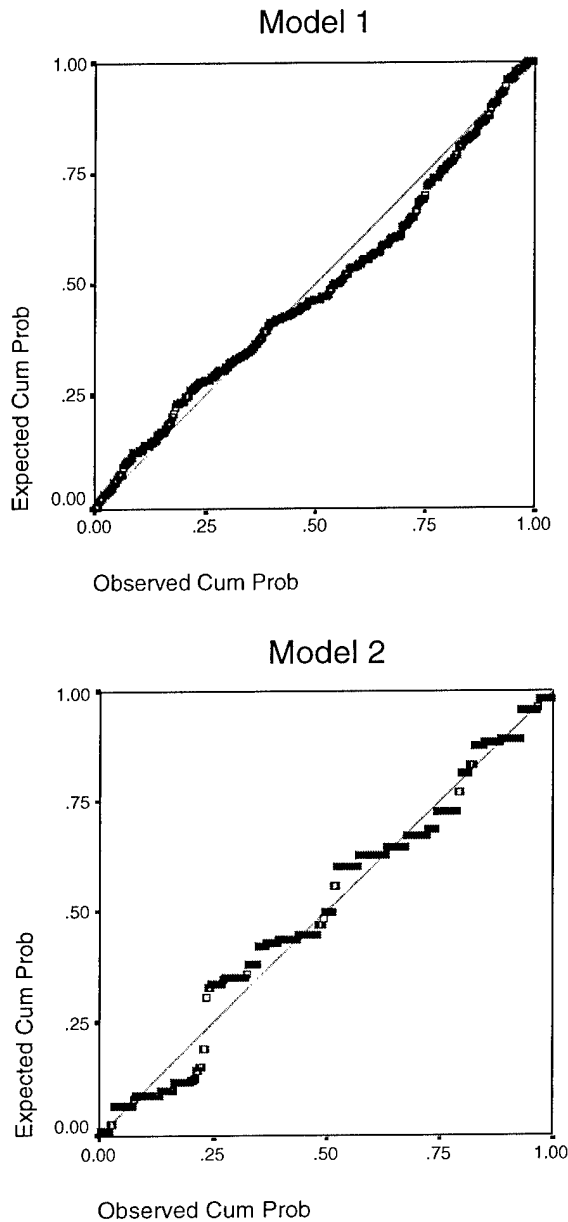 Model 1
1.00
.75
.50
.25
0.00
Expected Cum Prob
0.00 .25 .50 .75 1.00
Observed Cum Prob
Model 2
1.00
.75
.50
.25
0.00
Expected Cum Prob
0.00 .25 .50 .75 1.00
Observed Cum Prob